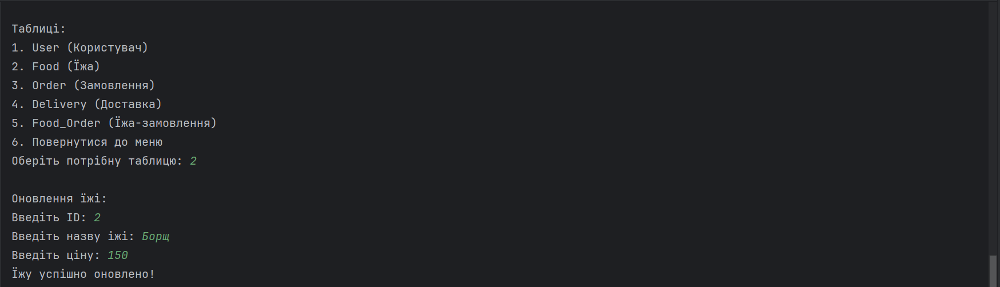 Таблиці:
1. User (Користувач)
2. Food (Їжа)
3. Order (Замовлення)
4. Delivery (Доставка)
5. Food_Order (Їжа-замовлення)
6. Повернутися до меню
Оберіть потрібну таблицю: 2
Оновлення їжі:
Введіть ID: 2
Введіть назву іжі: Борщ
Введіть ціну: 150
Їжу успішно оновлено!